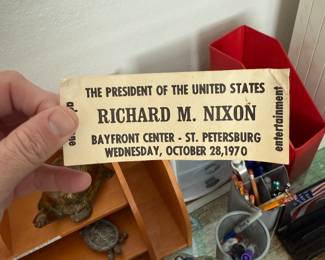 THE PRESIDENT OF THE UNITED STATES
RICHARD M. NIXON
BAYFRONT CENTER - ST. PETERSBURG
WEDNESDAY, OCTOBER 28, 1970
entertainment